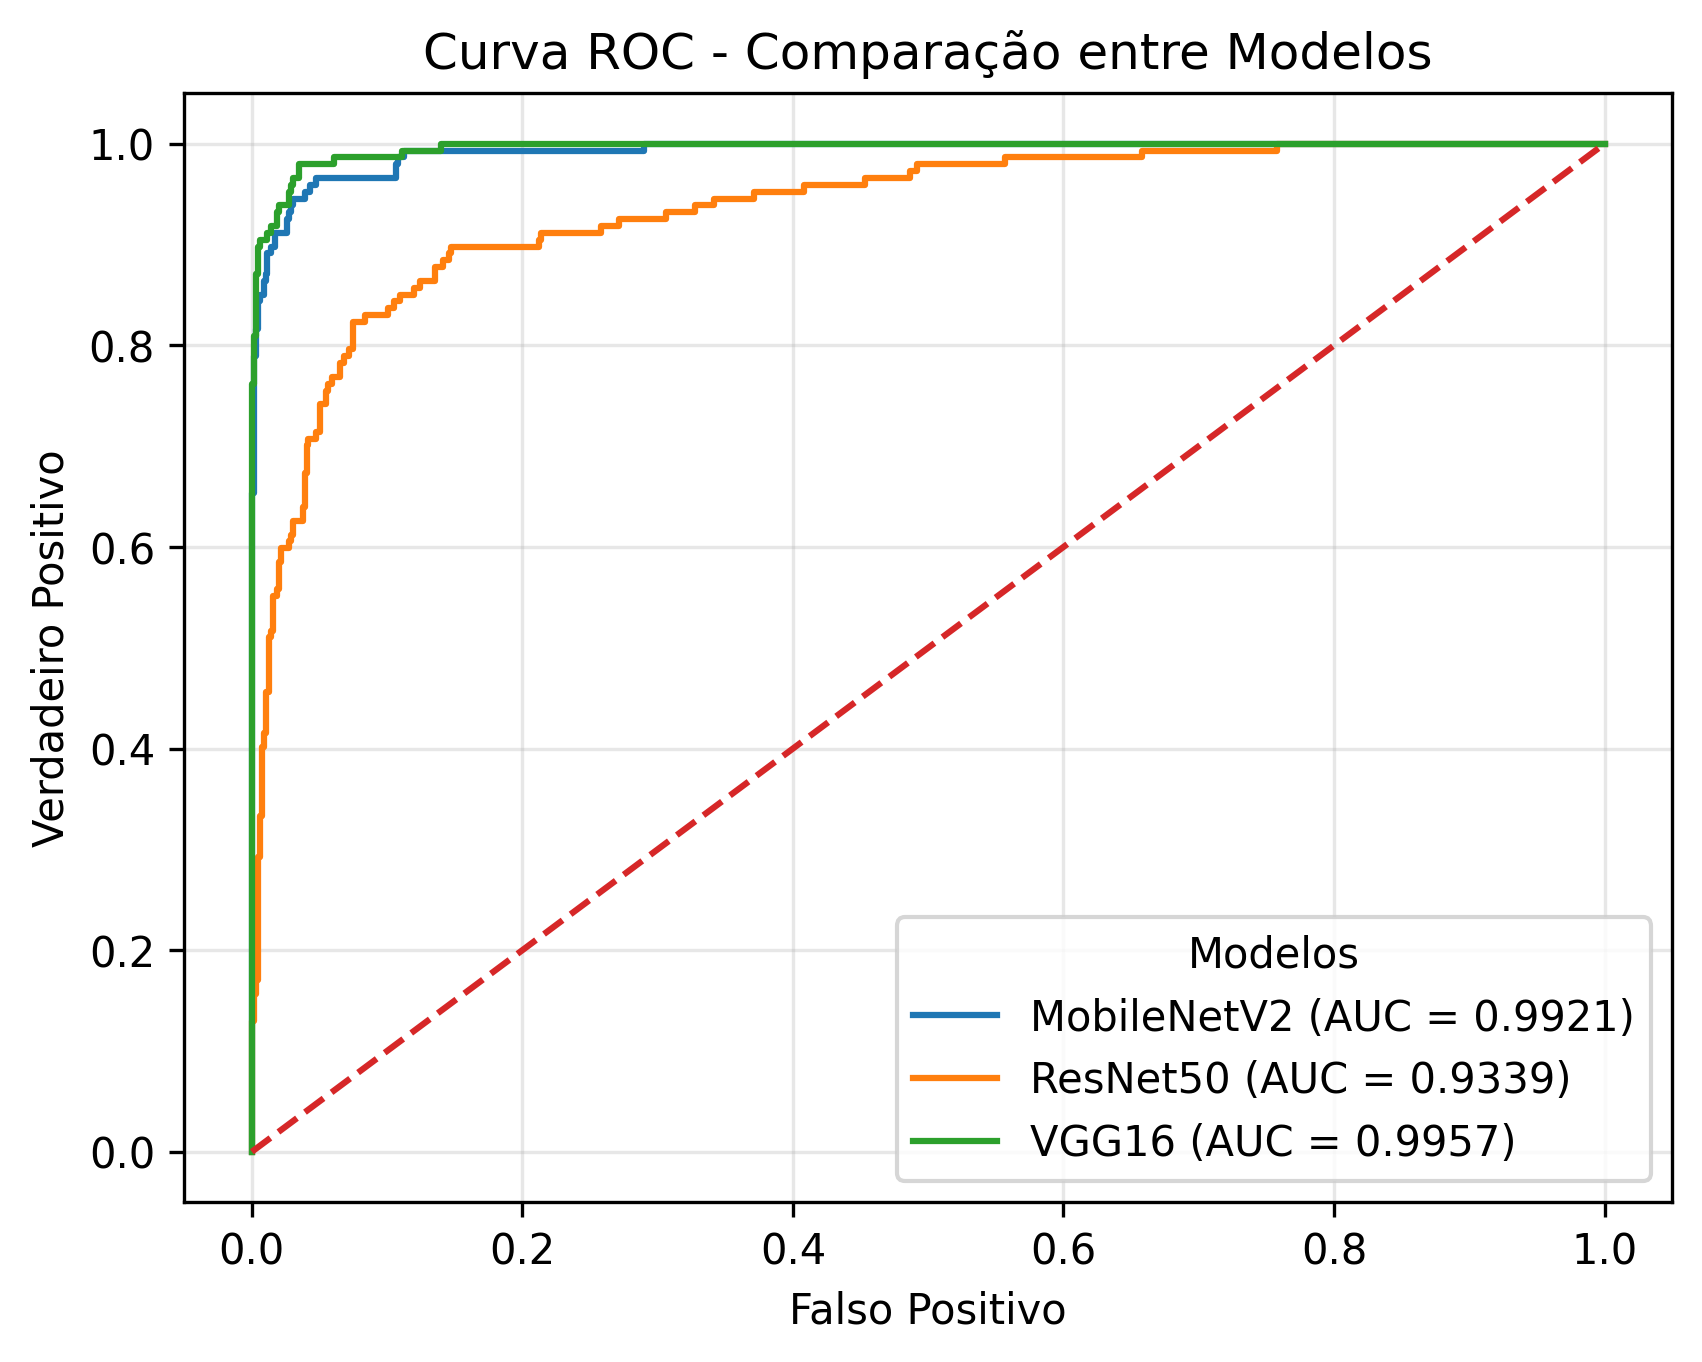 Curva ROC - Comparação entre Modelos
1.0
0.8
0.6
0.4
0.2
0.0
Verdadeiro Positivo
Modelos
MobileNetV2 (AUC = 0.9921)
ResNet50 (AUC = 0.9339)
VGG16 (AUC = 0.9957)
0.0 0.2 0.4 0.6 0.8 1.0
Falso Positivo